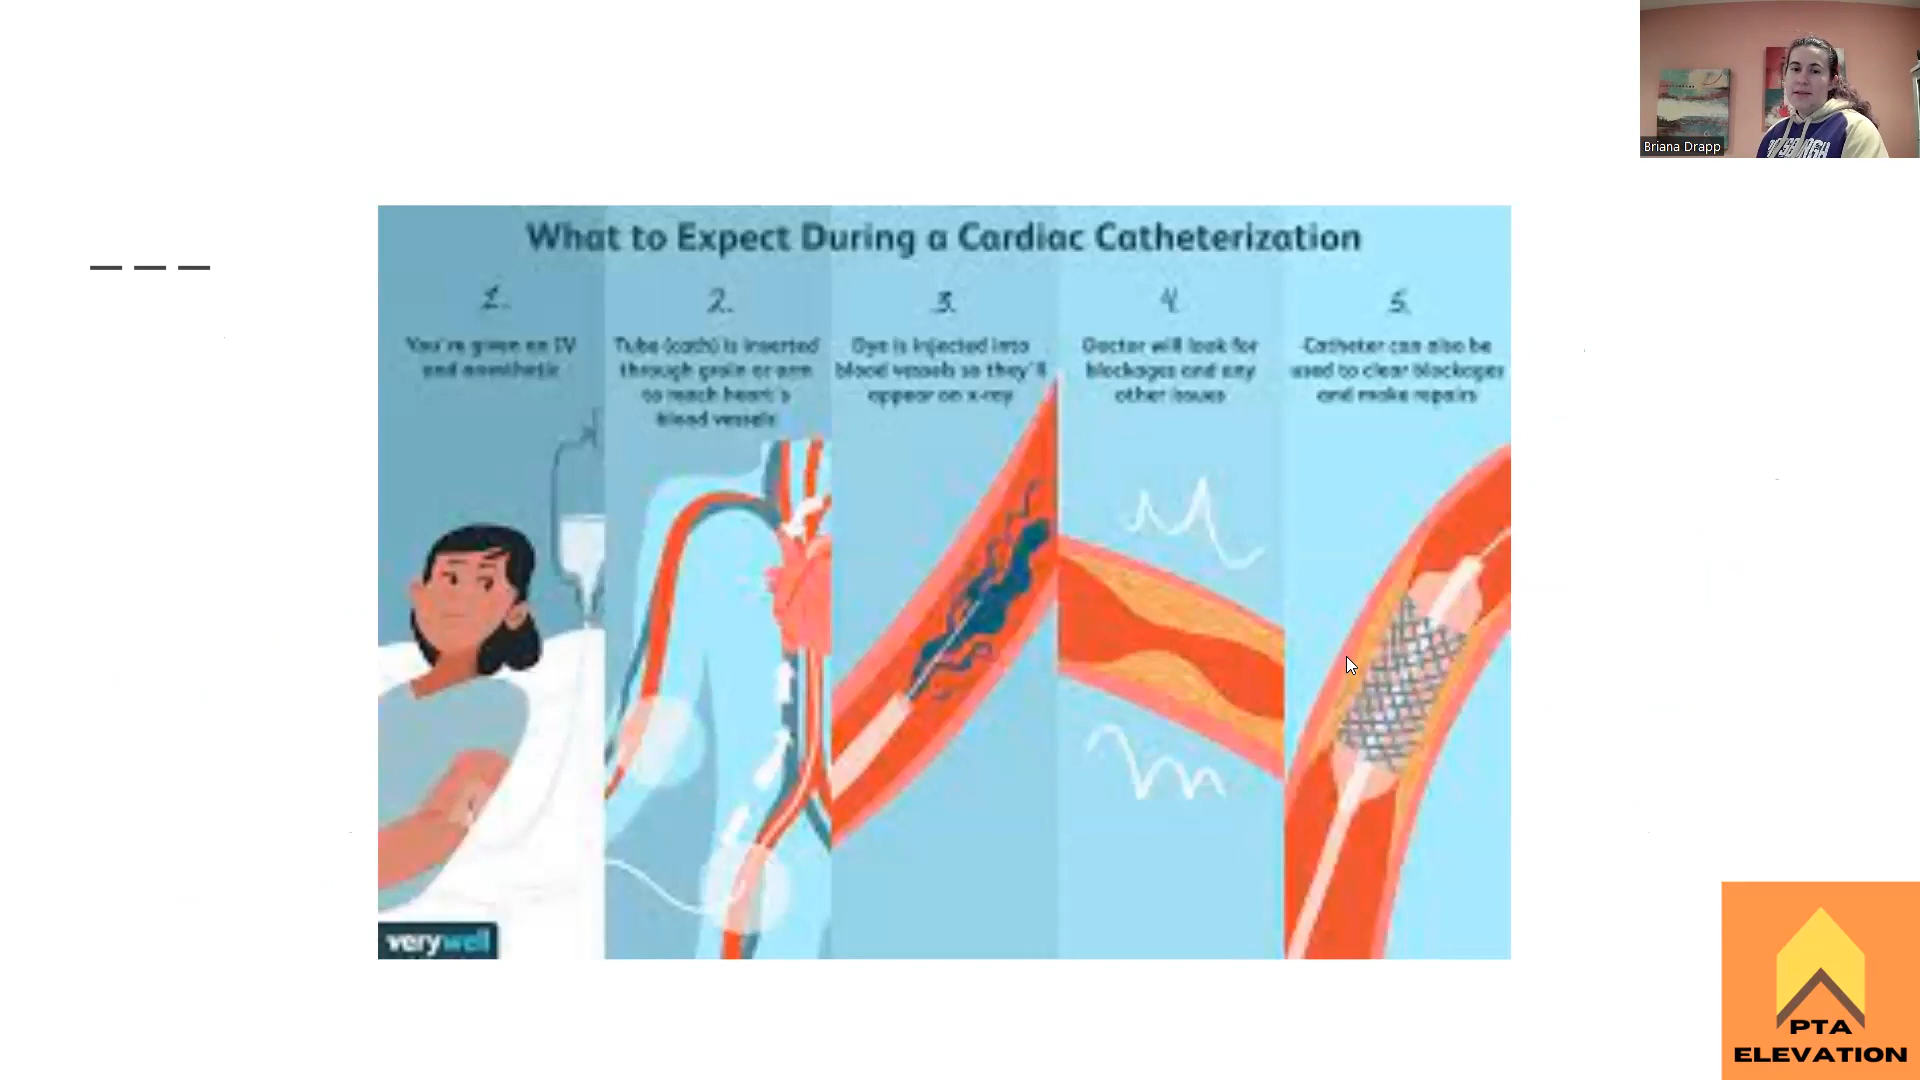 Briana Drapp
What to Expect During a Cardiac Catheterization
1.
You're given an IV
and anesthetic
2.
Tube (cath) is inserted
through groin or arm
to reach heart's
blood vessels
3.
Dye is injected into
blood vessels so they'll
appear on x-ray
4.
Doctor will look for
blockages and any
other issues
5.
Catheter can also be
used to clear blockages
and make repairs
verywell
PTA
ELEVATION